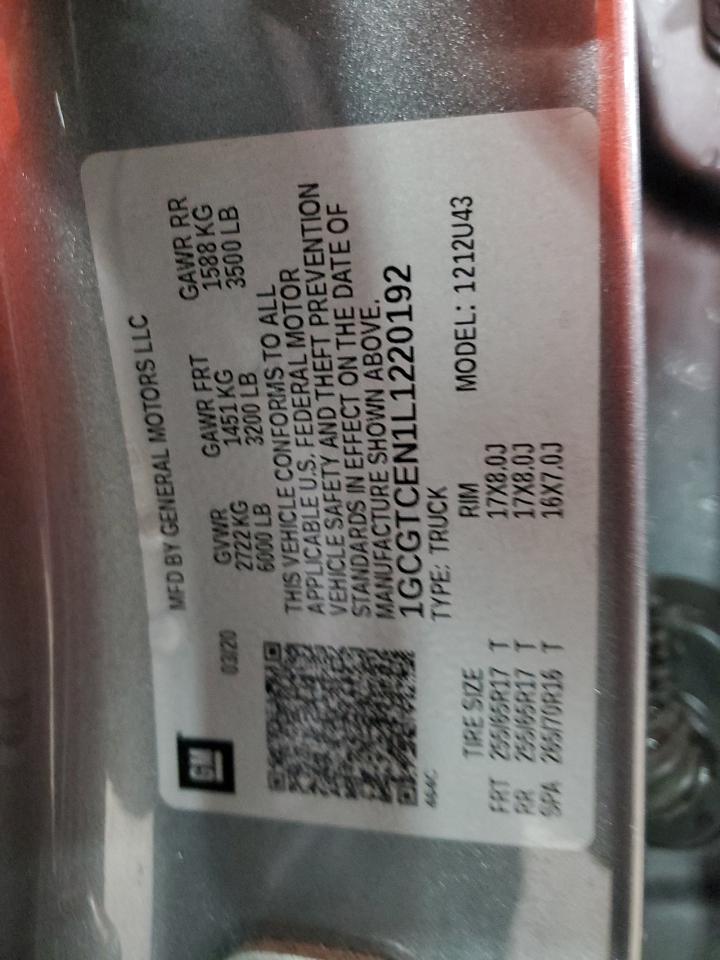 GM
MFD BY GENERAL MOTORS LLC
03/20
GVWR GAWR FRT GAWR RR
2722 KG 1451 KG 1588 KG
6000 LB 3200 LB 3500 LB
THIS VEHICLE CONFORMS TO ALL
APPLICABLE U.S. FEDERAL MOTOR
VEHICLE SAFETY AND THEFT PREVENTION
STANDARDS IN EFFECT ON THE DATE OF
MANUFACTURE SHOWN ABOVE.
1GCGTCEN1L1220192
TYPE: TRUCK MODEL: 1212U43
TIRE SIZE RIM
FRT 255/65R17 T 17X8.0J
RR 255/65R17 T 17X8.0J
SPA 265/70R16 T 16X7.0J